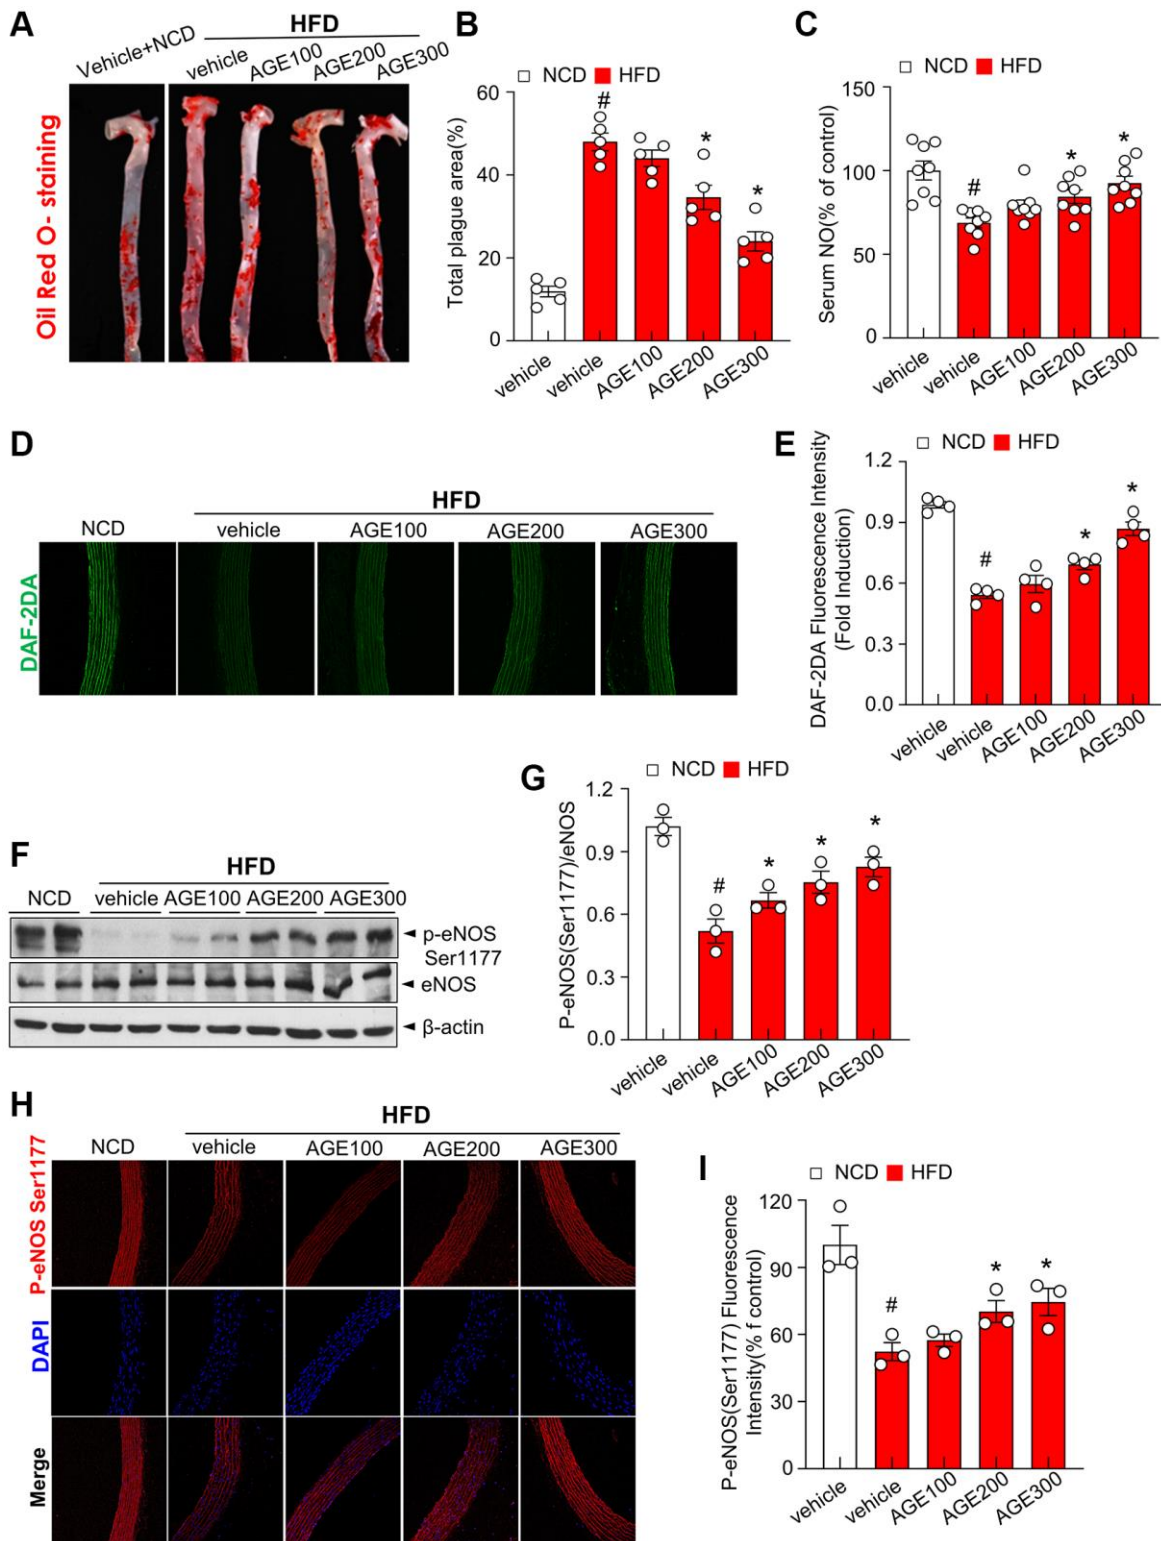 A
Vehicle+NCD
HFD
vehicle
AGE100
AGE200
AGE300
Oil Red O- staining
B
NCD HFD
Total plague area(%)
60
40
20
0
#
*
*
vehicle
vehicle
AGE100
AGE200
AGE300
C
NCD HFD
Serum NO(% of control)
150
100
50
0
#
*
*
vehicle
vehicle
AGE100
AGE200
AGE300
D
HFD
NCD vehicle AGE100 AGE200 AGE300
DAF-2DA
E
NCD HFD
DAF-2DA Fluorescence Intensity
(Fold Induction)
1.2
0.9
0.6
0.3
0.0
#
*
*
vehicle
vehicle
AGE100
AGE200
AGE300
F
HFD
NCD vehicle AGE100 AGE200 AGE300
p-eNOS
Ser1177
eNOS
β-actin
G
NCD HFD
P-eNOS(Ser1177)/eNOS
1.2
0.9
0.6
0.3
0.0
#
*
*
*
vehicle
vehicle
AGE100
AGE200
AGE300
H
HFD
NCD vehicle AGE100 AGE200 AGE300
P-eNOS Ser1177
DAPI
Merge
I
NCD HFD
P-eNOS(Ser1177) Fluorescence
Intensity(% f control)
120
90
60
30
0
#
*
*
vehicle
vehicle
AGE100
AGE200
AGE300